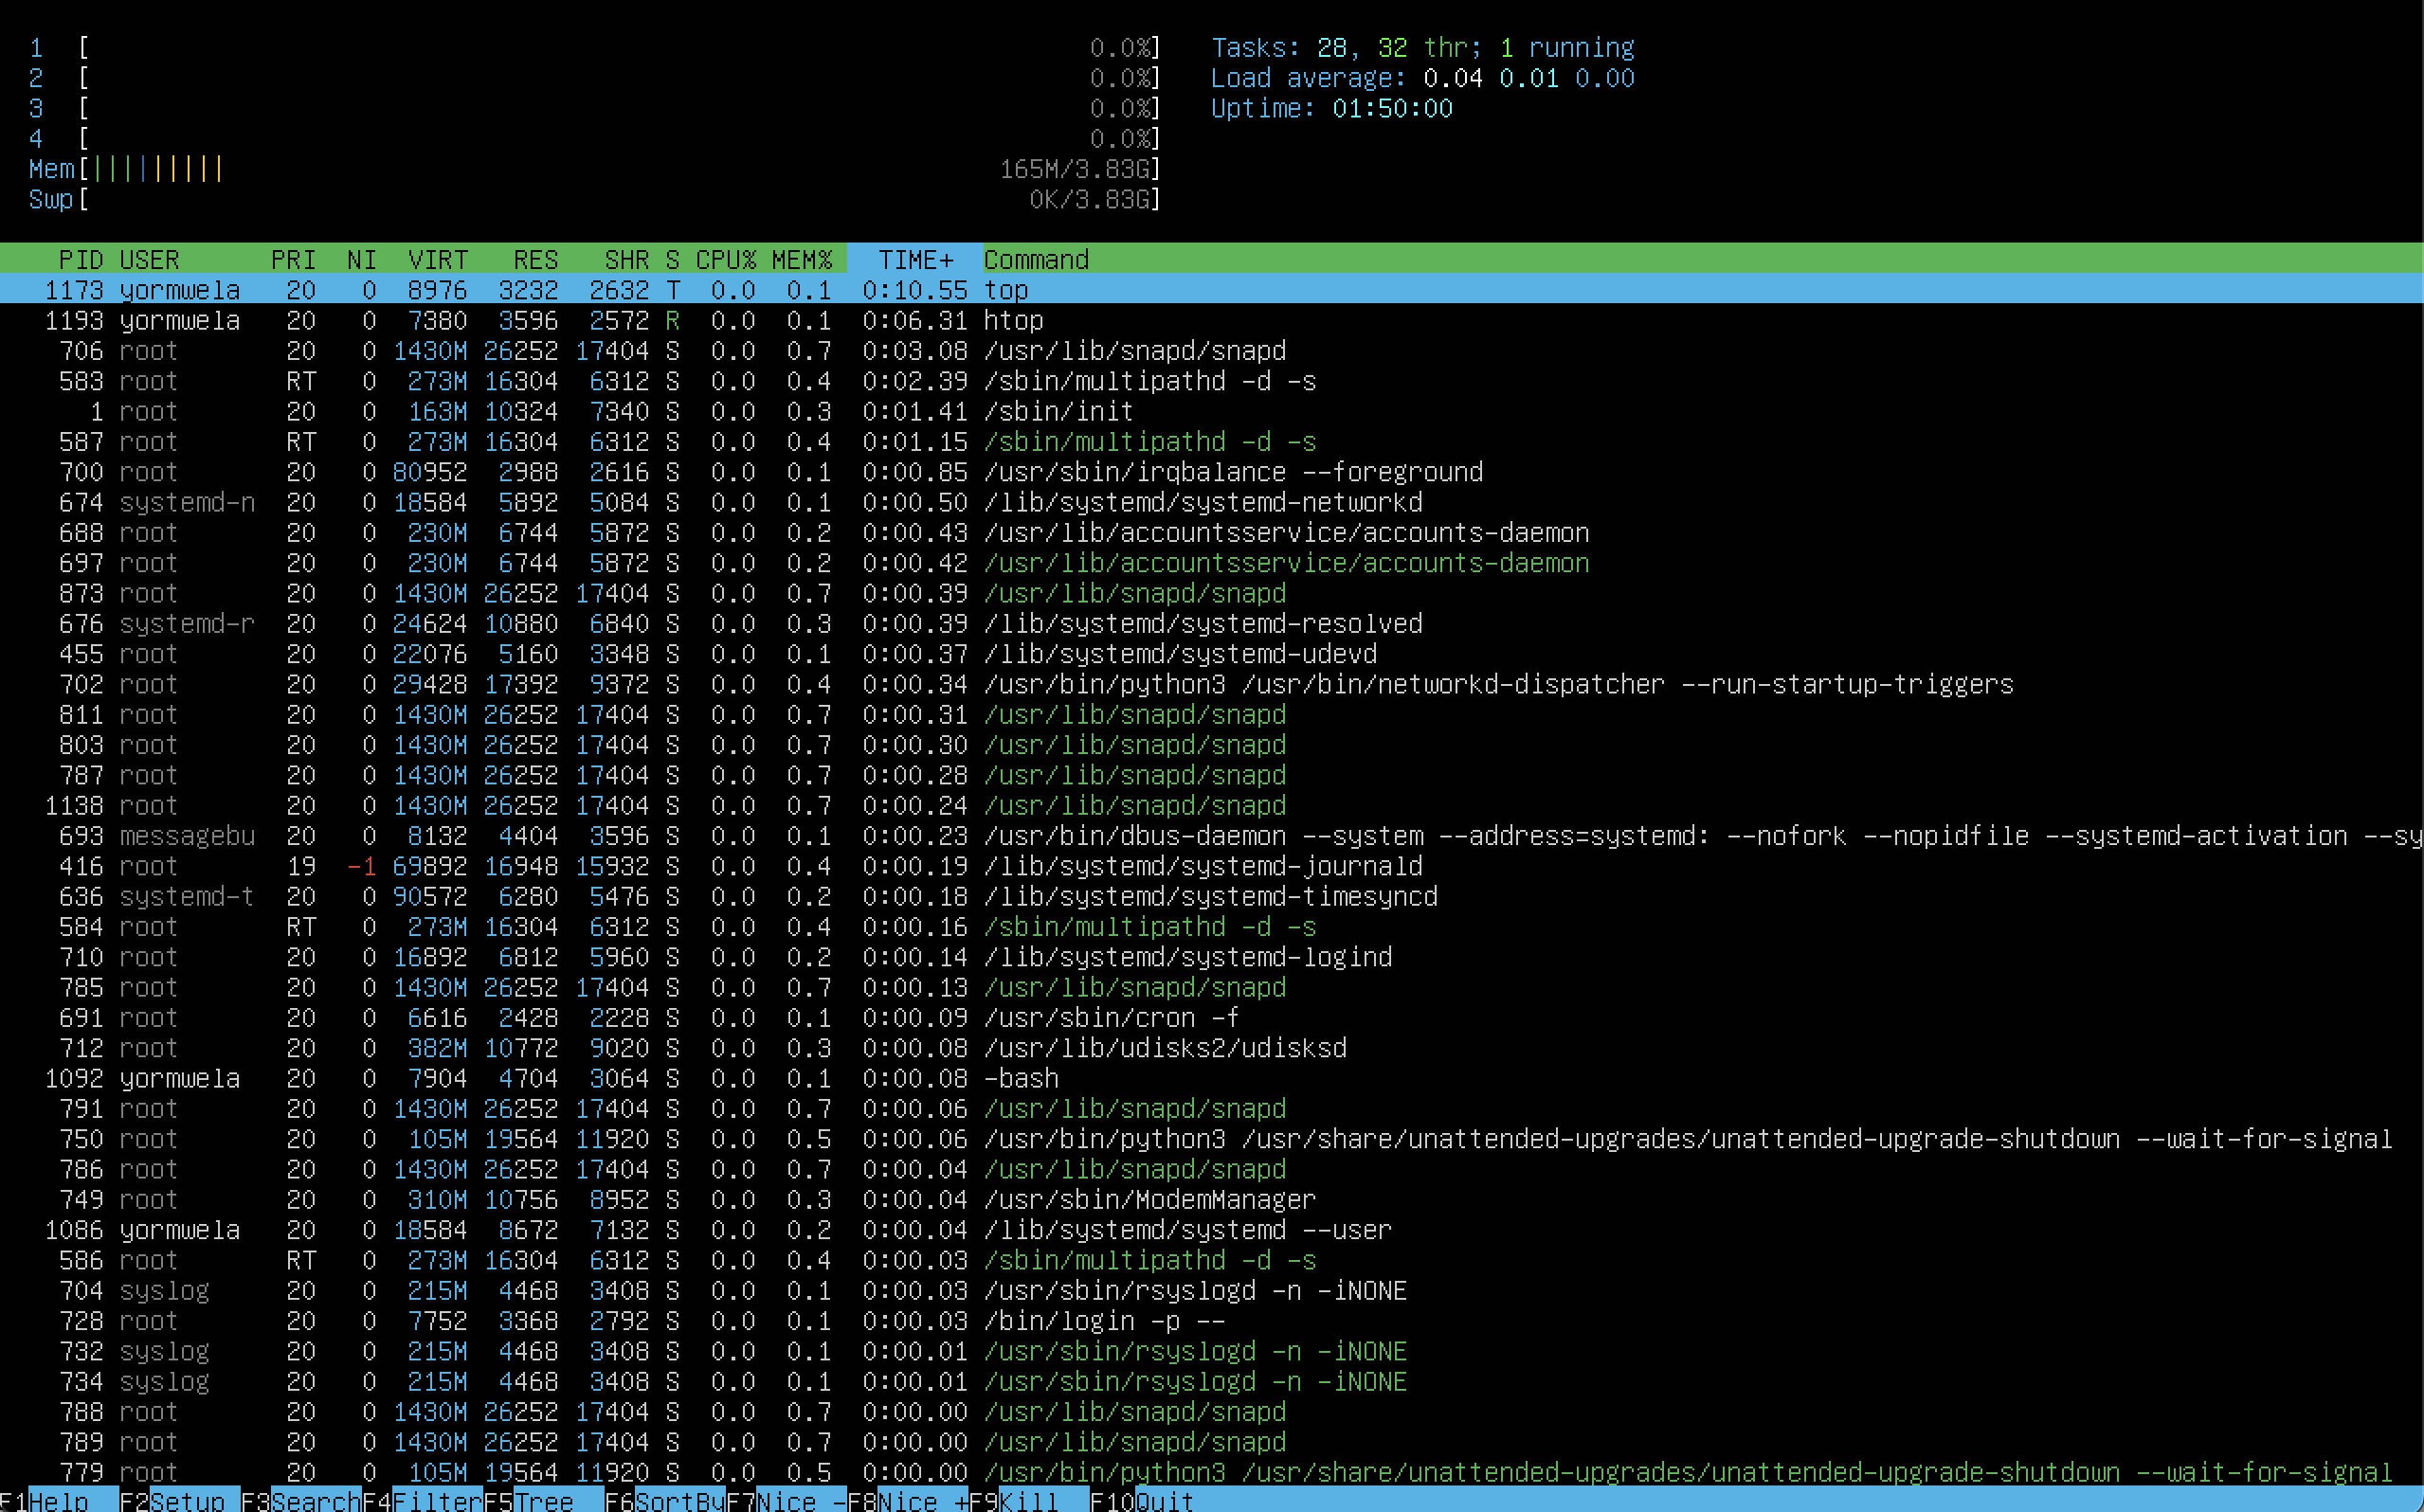 1 [ 0.0%] Tasks: 28, 32 thr; 1 running
2 [ 0.0%] Load average: 0.04 0.01 0.00
3 [ 0.0%] Uptime: 01:50:00
4 [ 0.0%]
Mem[||||||||| 165M/3.83G]
Swp[ 0K/3.83G]
PID USER PRI NI VIRT RES SHR S CPU% MEM% TIME+ Command
1173 yormwela 20 0 8976 3232 2632 T 0.0 0.1 0:10.55 top
1193 yormwela 20 0 7380 3596 2572 R 0.0 0.1 0:06.31 htop
706 root 20 0 1430M 26252 17404 S 0.0 0.7 0:03.08 /usr/lib/snapd/snapd
583 root RT 0 273M 16304 6312 S 0.0 0.4 0:02.39 /sbin/multipathd -d -s
1 root 20 0 163M 10324 7340 S 0.0 0.3 0:01.41 /sbin/init
587 root RT 0 273M 16304 6312 S 0.0 0.4 0:01.15 /sbin/multipathd -d -s
700 root 20 0 80952 2988 2616 S 0.0 0.1 0:00.85 /usr/sbin/irqbalance --foreground
674 systemd-n 20 0 18584 5892 5084 S 0.0 0.1 0:00.50 /lib/systemd/systemd-networkd
688 root 20 0 230M 6744 5872 S 0.0 0.2 0:00.43 /usr/lib/accountsservice/accounts-daemon
697 root 20 0 230M 6744 5872 S 0.0 0.2 0:00.42 /usr/lib/accountsservice/accounts-daemon
873 root 20 0 1430M 26252 17404 S 0.0 0.7 0:00.39 /usr/lib/snapd/snapd
676 systemd-r 20 0 24624 10880 6840 S 0.0 0.3 0:00.39 /lib/systemd/systemd-resolved
455 root 20 0 22076 5160 3348 S 0.0 0.1 0:00.37 /lib/systemd/systemd-udevd
702 root 20 0 29428 17392 9372 S 0.0 0.4 0:00.34 /usr/bin/python3 /usr/bin/networkd-dispatcher --run-startup-triggers
811 root 20 0 1430M 26252 17404 S 0.0 0.7 0:00.31 /usr/lib/snapd/snapd
803 root 20 0 1430M 26252 17404 S 0.0 0.7 0:00.30 /usr/lib/snapd/snapd
787 root 20 0 1430M 26252 17404 S 0.0 0.7 0:00.28 /usr/lib/snapd/snapd
1138 root 20 0 1430M 26252 17404 S 0.0 0.7 0:00.24 /usr/lib/snapd/snapd
693 messagebu 20 0 8132 4404 3596 S 0.0 0.1 0:00.23 /usr/bin/dbus-daemon --system --address=systemd: --nofork --nopidfile --systemd-activation --sy
416 root 19 -1 69892 16948 15932 S 0.0 0.4 0:00.19 /lib/systemd/systemd-journald
636 systemd-t 20 0 90572 6280 5476 S 0.0 0.2 0:00.18 /lib/systemd/systemd-timesyncd
584 root RT 0 273M 16304 6312 S 0.0 0.4 0:00.16 /sbin/multipathd -d -s
710 root 20 0 16892 6812 5960 S 0.0 0.2 0:00.14 /lib/systemd/systemd-logind
785 root 20 0 1430M 26252 17404 S 0.0 0.7 0:00.13 /usr/lib/snapd/snapd
691 root 20 0 6616 2428 2228 S 0.0 0.1 0:00.09 /usr/sbin/cron -f
712 root 20 0 382M 10772 9020 S 0.0 0.3 0:00.08 /usr/lib/udisks2/udisksd
1092 yormwela 20 0 7904 4704 3064 S 0.0 0.1 0:00.08 -bash
791 root 20 0 1430M 26252 17404 S 0.0 0.7 0:00.06 /usr/lib/snapd/snapd
750 root 20 0 105M 19564 11920 S 0.0 0.5 0:00.06 /usr/bin/python3 /usr/share/unattended-upgrades/unattended-upgrade-shutdown --wait-for-signal
786 root 20 0 1430M 26252 17404 S 0.0 0.7 0:00.04 /usr/lib/snapd/snapd
749 root 20 0 310M 10756 8952 S 0.0 0.3 0:00.04 /usr/sbin/ModemManager
1086 yormwela 20 0 18584 8672 7132 S 0.0 0.2 0:00.04 /lib/systemd/systemd --user
586 root RT 0 273M 16304 6312 S 0.0 0.4 0:00.03 /sbin/multipathd -d -s
704 syslog 20 0 215M 4468 3408 S 0.0 0.1 0:00.03 /usr/sbin/rsyslogd -n -iNONE
728 root 20 0 7752 3368 2792 S 0.0 0.1 0:00.03 /bin/login -p --
732 syslog 20 0 215M 4468 3408 S 0.0 0.1 0:00.01 /usr/sbin/rsyslogd -n -iNONE
734 syslog 20 0 215M 4468 3408 S 0.0 0.1 0:00.01 /usr/sbin/rsyslogd -n -iNONE
788 root 20 0 1430M 26252 17404 S 0.0 0.7 0:00.00 /usr/lib/snapd/snapd
789 root 20 0 1430M 26252 17404 S 0.0 0.7 0:00.00 /usr/lib/snapd/snapd
779 root 20 0 105M 19564 11920 S 0.0 0.5 0:00.00 /usr/bin/python3 /usr/share/unattended-upgrades/unattended-upgrade-shutdown --wait-for-signal
F1Help F2Setup F3SearchF4FilterF5Tree F6SortByF7Nice -F8Nice +F9Kill F10Quit